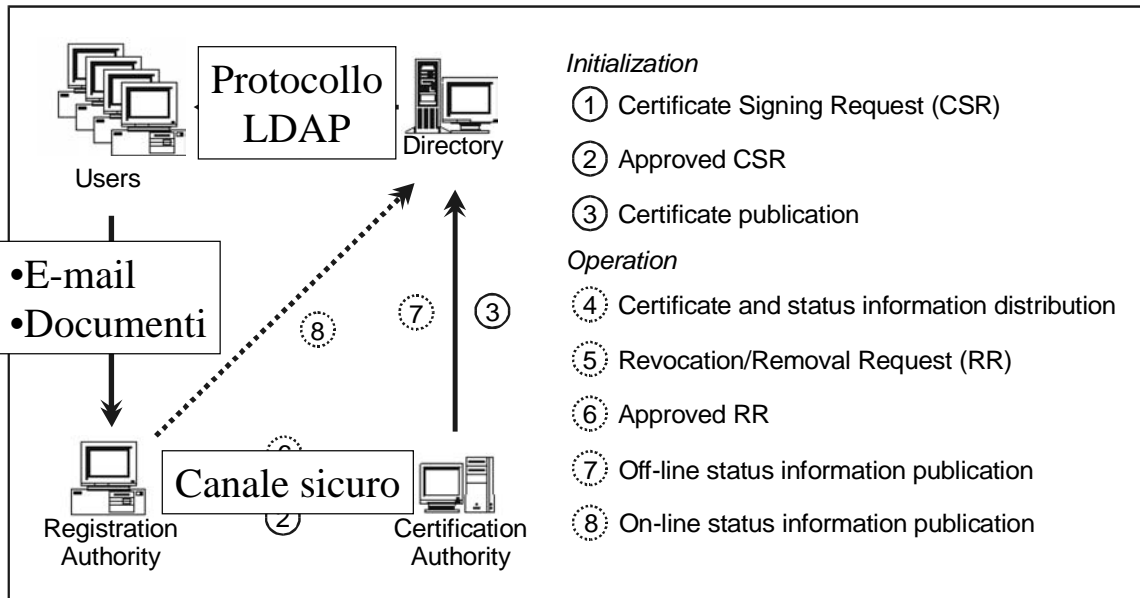 Protocollo
LDAP
Users
Directory
•E-mail
•Documenti
8
7
3
Canale sicuro
2
Registration
Authority
Certification
Authority
Initialization
1 Certificate Signing Request (CSR)
2 Approved CSR
3 Certificate publication
Operation
4 Certificate and status information distribution
5 Revocation/Removal Request (RR)
6 Approved RR
7 Off-line status information publication
8 On-line status information publication